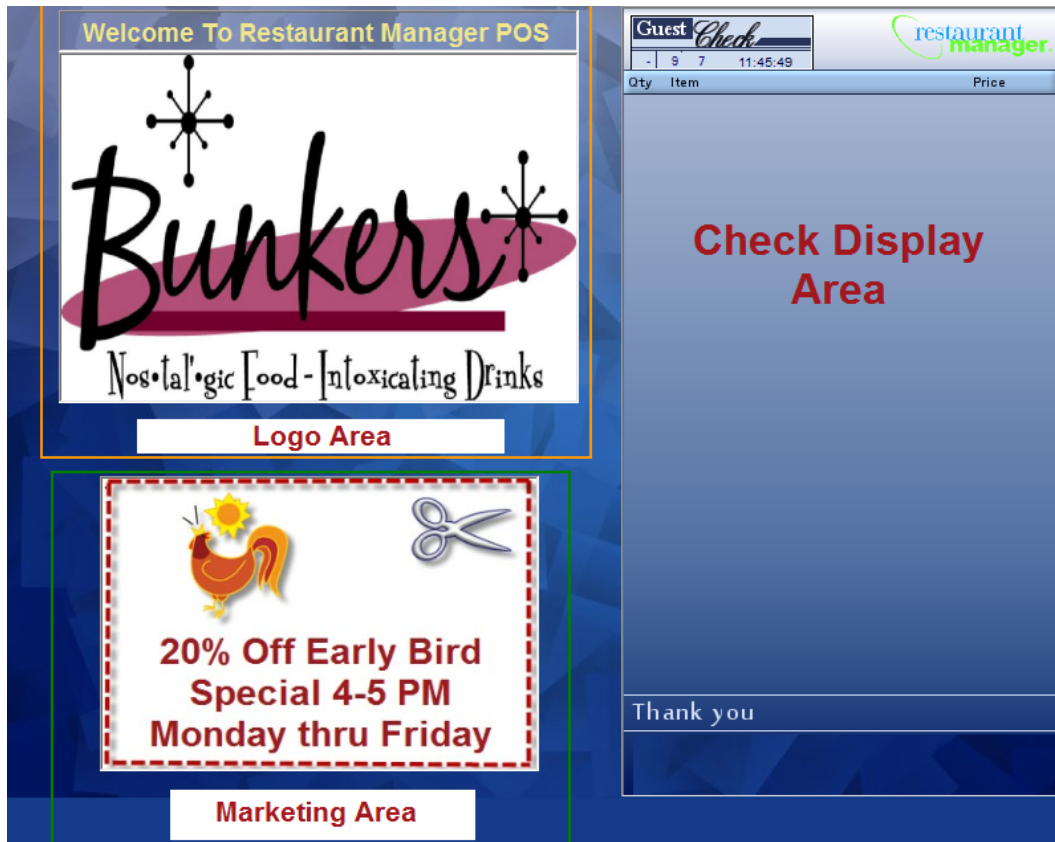 Welcome To Restaurant Manager POS
Bunkers
Nos•tal'•gic Food - Intoxicating Drinks
Logo Area
20% Off Early Bird
Special 4-5 PM
Monday thru Friday
Marketing Area
Guest Check
- 9 7 11:45:49
restaurant
manager.
Qty Item Price
Check Display
Area
Thank you